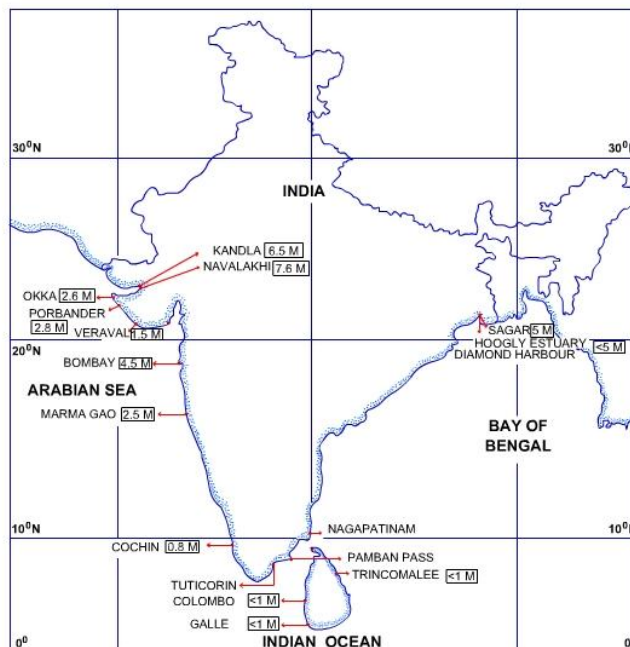 30⁰N
30⁰
INDIA
KANDLA 6.5 M
NAVALAKHI 7.6 M
OKKA 2.6 M
PORBANDER
2.8 M
VERAVAL 1.5 M
SAGAR 5 M
HOOGLY ESTUARY <5 M
DIAMOND HARBOUR
20⁰N
20⁰
BOMBAY 4.5 M
ARABIAN SEA
MARMA GAO 2.5 M
BAY OF
BENGAL
10⁰N
10⁰
NAGAPATINAM
COCHIN 0.8 M
PAMBAN PASS
TRINCOMALEE <1 M
TUTICORIN
COLOMBO <1 M
GALLE <1 M
INDIAN OCEAN
0⁰
0⁰